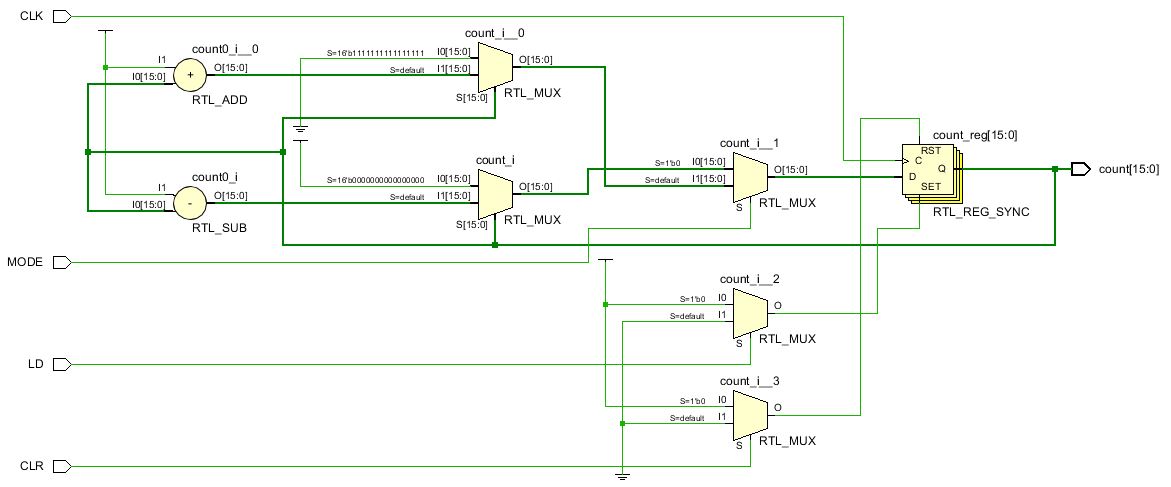 CLK
count_i__0
count0_i__0
I1
I0[15:0]
+
O[15:0]
RTL_ADD
S=16'b1111111111111111
I0[15:0]
S=default
I1[15:0]
S[15:0]
O[15:0]
RTL_MUX
count_i
S=16'b0000000000000000
I0[15:0]
S=default
I1[15:0]
S[15:0]
O[15:0]
RTL_MUX
count0_i
I1
I0[15:0]
-
O[15:0]
RTL_SUB
count_i__1
S=1'b0
I0[15:0]
S=default
I1[15:0]
S
O[15:0]
RTL_MUX
count_reg[15:0]
RST
C
D
Q
SET
RTL_REG_SYNC
count[15:0]
MODE
count_i__2
S=1'b0
I0
S=default
I1
S
O
RTL_MUX
LD
count_i__3
S=1'b0
I0
S=default
I1
S
O
RTL_MUX
CLR